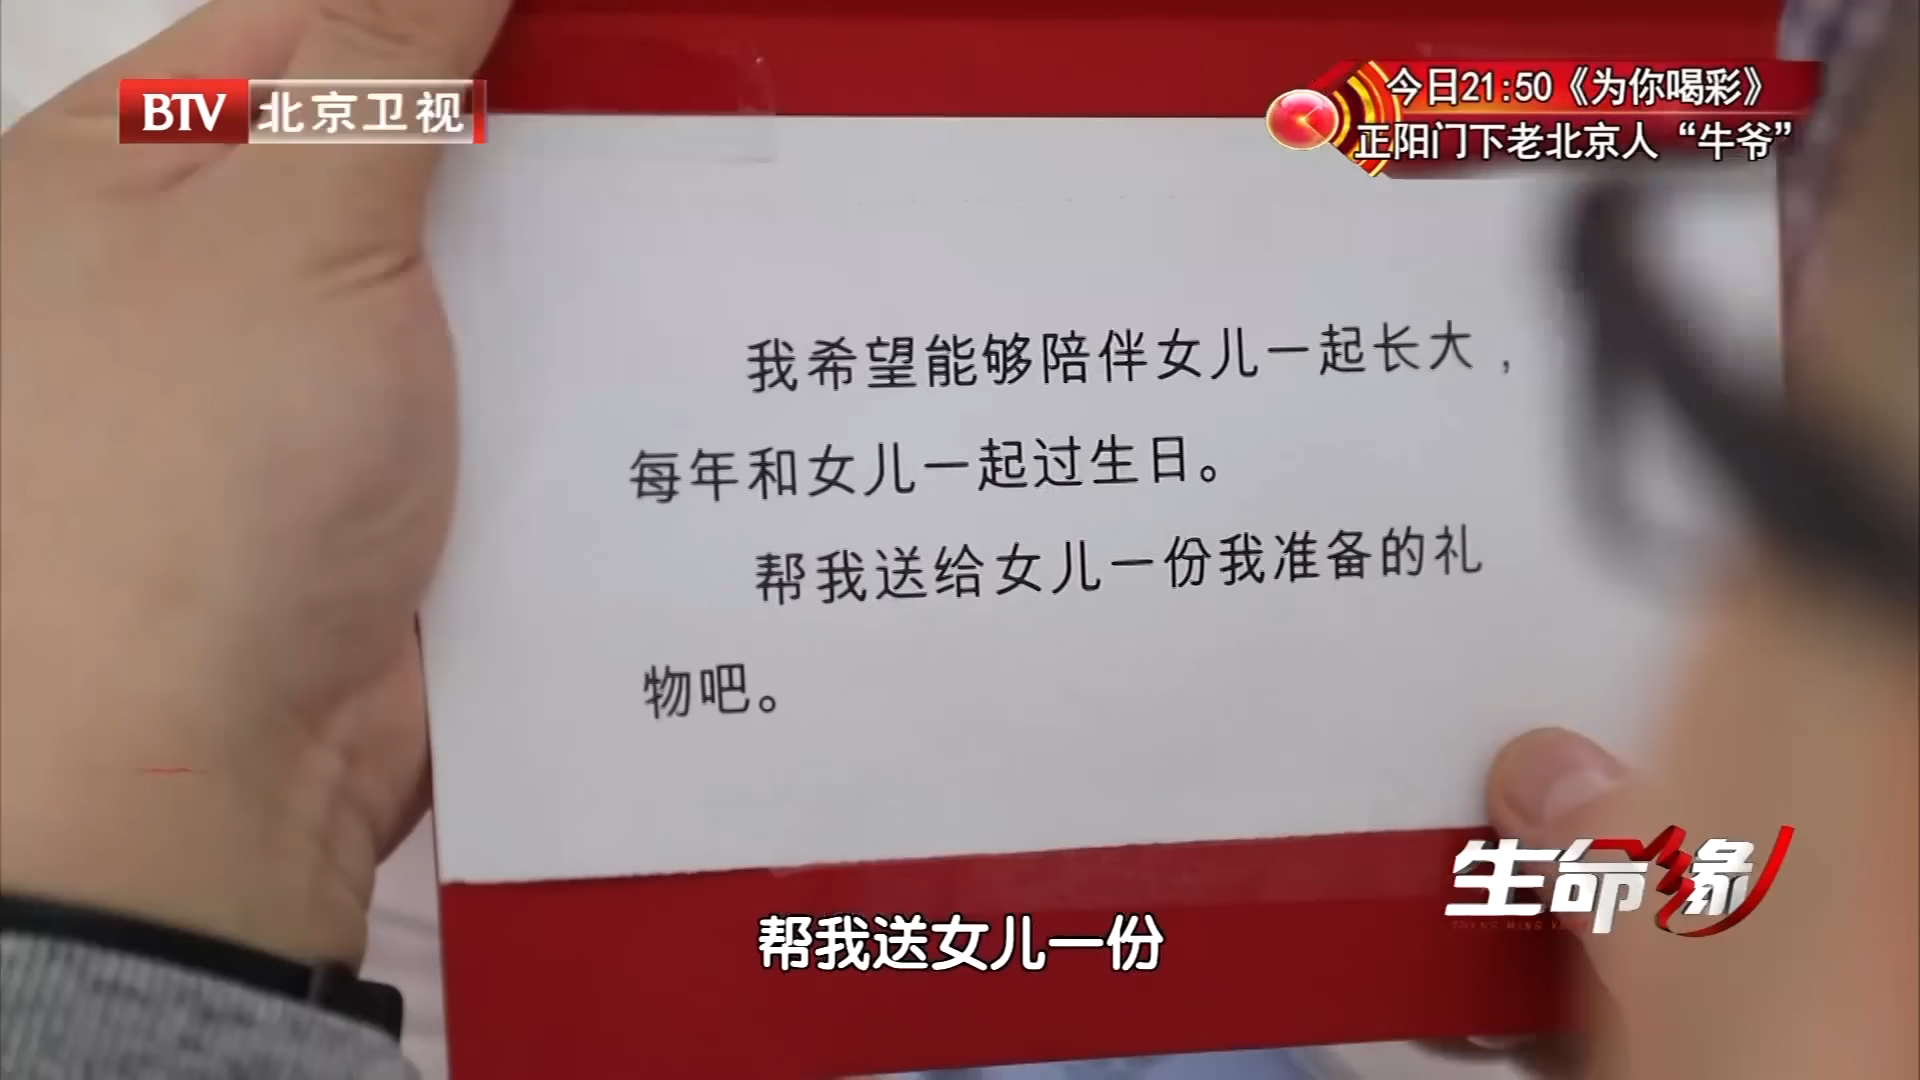 BTV 北京卫视
今日21:50《为你喝彩》
正阳门下老北京人“牛爷”
我希望能够陪伴女儿一起长大，
每年和女儿一起过生日。
帮我送给女儿一份我准备的礼
物吧。
生命缘
帮我送女儿一份